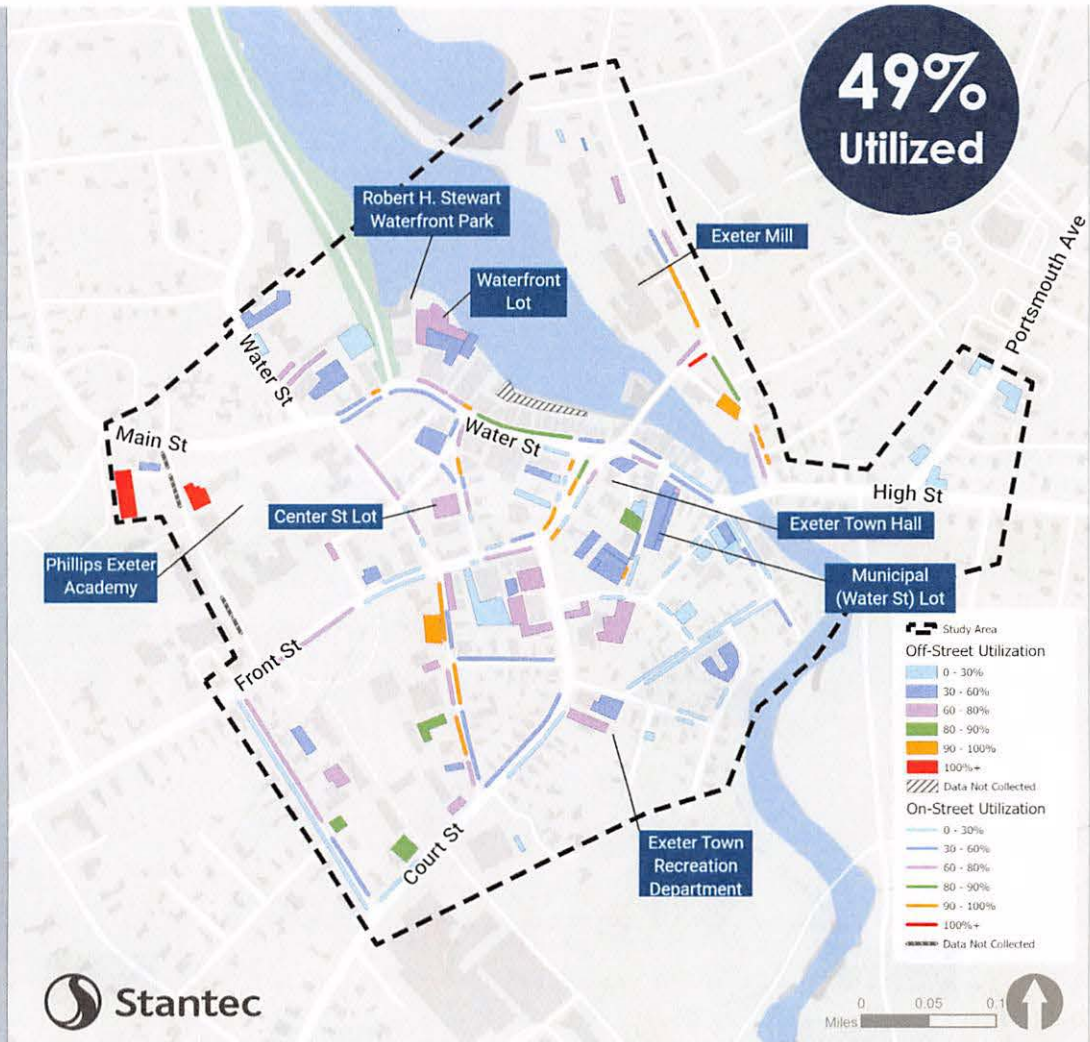 49%
Utilized
Robert H. Stewart
Waterfront Park
Exeter Mill
Waterfront
Lot
Portsmouth Ave
Water St
Main St
Water St
High St
Center St Lot
Exeter Town Hall
Phillips Exeter
Academy
Municipal
(Water St) Lot
Front St
Court St
Exeter Town
Recreation
Department
Study Area
Off-Street Utilization
0 - 30%
30 - 60%
60 - 80%
80 - 90%
90 - 100%
100%+
Data Not Collected
On-Street Utilization
0 - 30%
30 - 60%
60 - 80%
80 - 90%
90 - 100%
100%+
Data Not Collected
Stantec
0 0.05 0.1
Miles